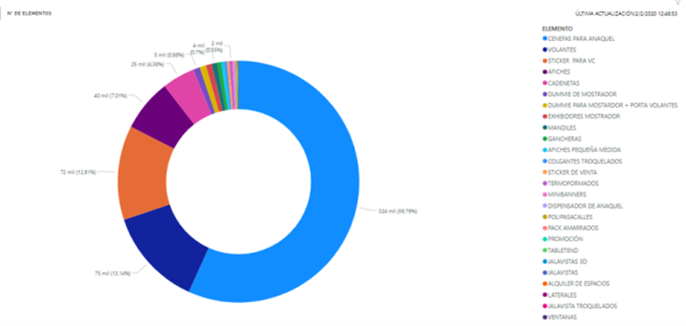 N° DE ELEMENTOS
ÚLTIMA ACTUALIZACIÓN:2/2/2020 12:48:53
ELEMENTO
CENEFAS PARA ANAQUEL
VOLANTES
STICKER PARA VC
AFICHES
CADENETAS
DUMMIE DE MOSTRADOR
DUMMIE PARA MOSTARDOR + PORTA VOLANTES
EXHIBIDORES MOSTRADOR
MANDILES
GANCHERAS
AFICHES PEQUEÑA MEDIDA
COLGANTES TROQUELADOS
STICKER DE VENTA
TERMOFORMADOS
MINIBANNERS
DISPENSADOR DE ANAQUEL
POLIPASACALLES
PACK AMARRADOS
PROMOCIÓN
TABLETEND
JALAVISTAS 3D
JALAVISTAS
ALQUILER DE ESPACIOS
LATERALES
JALAVISTA TROQUELADOS
VENTANAS
4 mil
2 mil
5 mil (0.88%)
25 mil (4.38%)
40 mil (7.01%)
72 mil (12.61%)
75 mil (13.14%)
324 mil (56.78%)